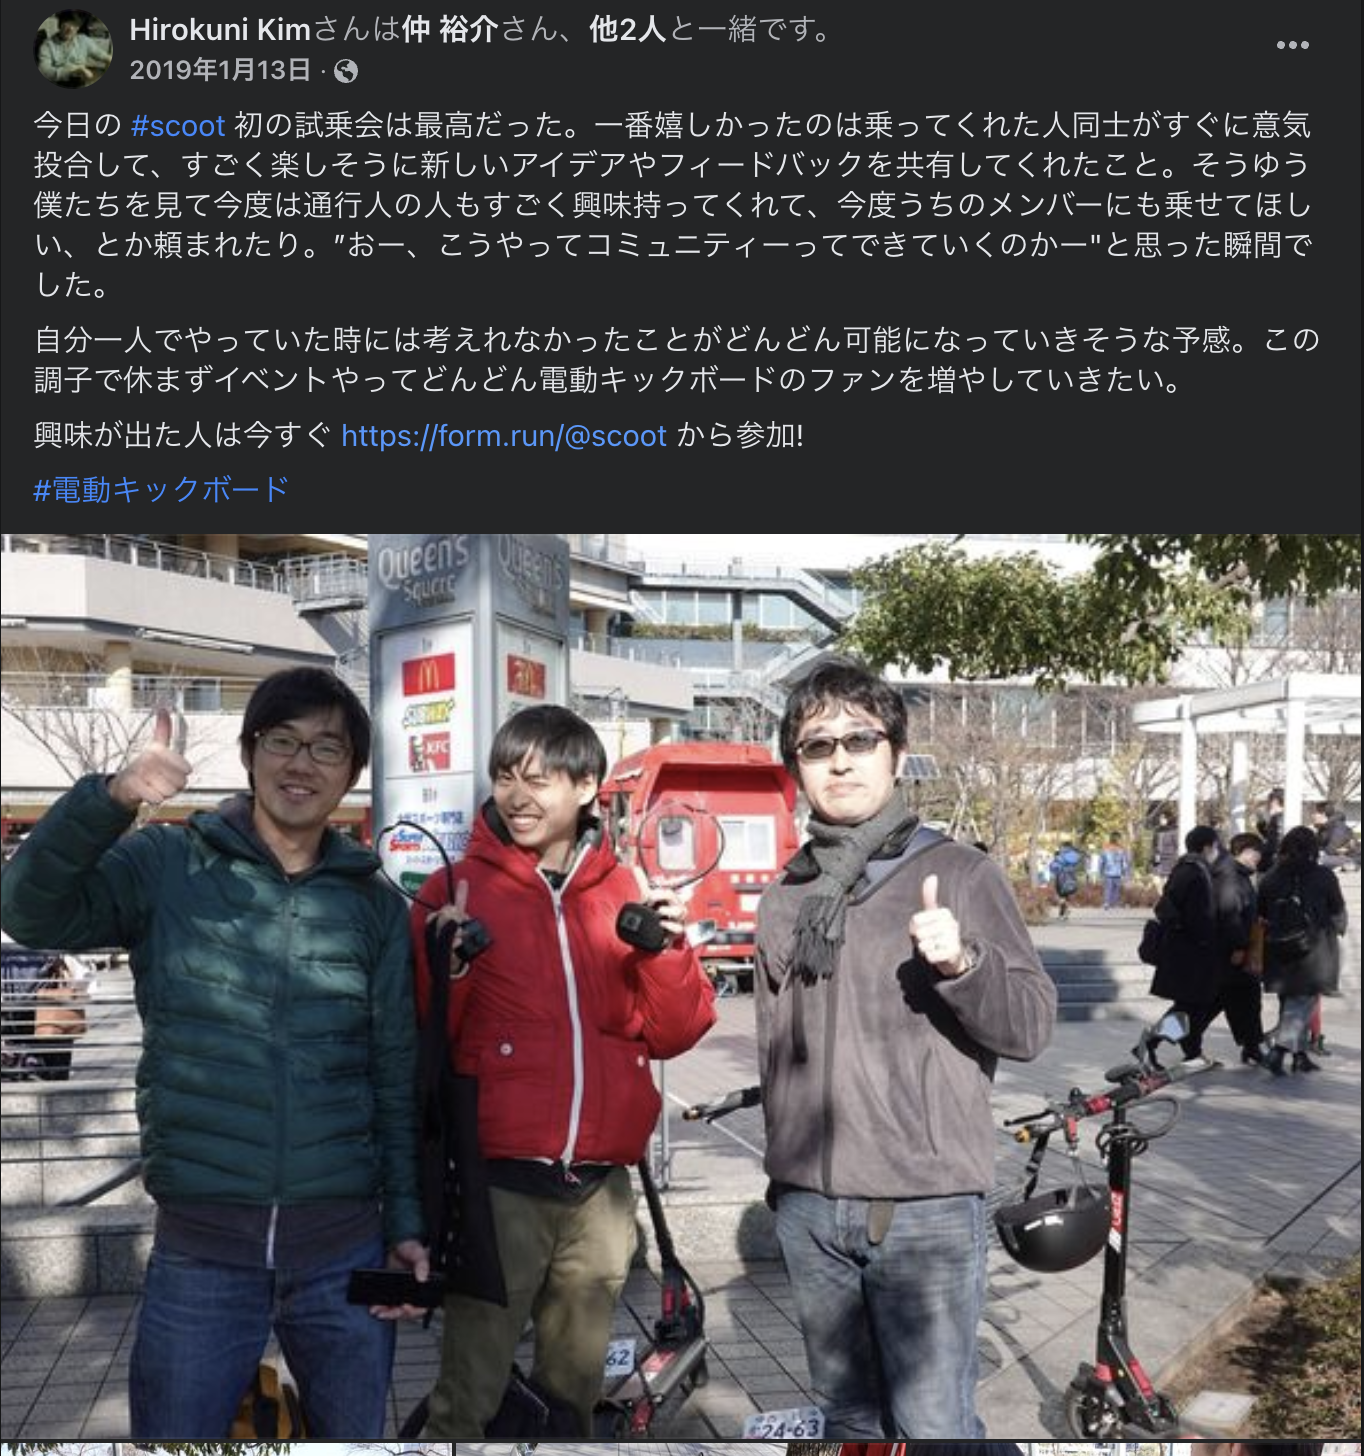 Hirokuni Kimさんは仲 裕介さん、他2人と一緒です。
2019年1月13日 ·
今日の #scoot 初の試乗会は最高だった。一番嬉しかったのは乗ってくれた人同士がすぐに意気
投合して、すごく楽しそうに新しいアイデアやフィードバックを共有してくれたこと。そうゆう
僕たちを見て今度は通行人の人もすごく興味持ってくれて、今度うちのメンバーにも乗せてほし
い、とか頼まれたり。”おー、こうやってコミュニティーってできていくのかー"と思った瞬間で
した。
自分一人でやっていた時には考えれなかったことがどんどん可能になっていきそうな予感。この
調子で休まずイベントやってどんどん電動キックボードのファンを増やしていきたい。
興味が出た人は今すぐ https://form.run/@scoot から参加!
#電動キックボード
Queen's
Square
Queen's
SUBWAY
KFC
62
24-63